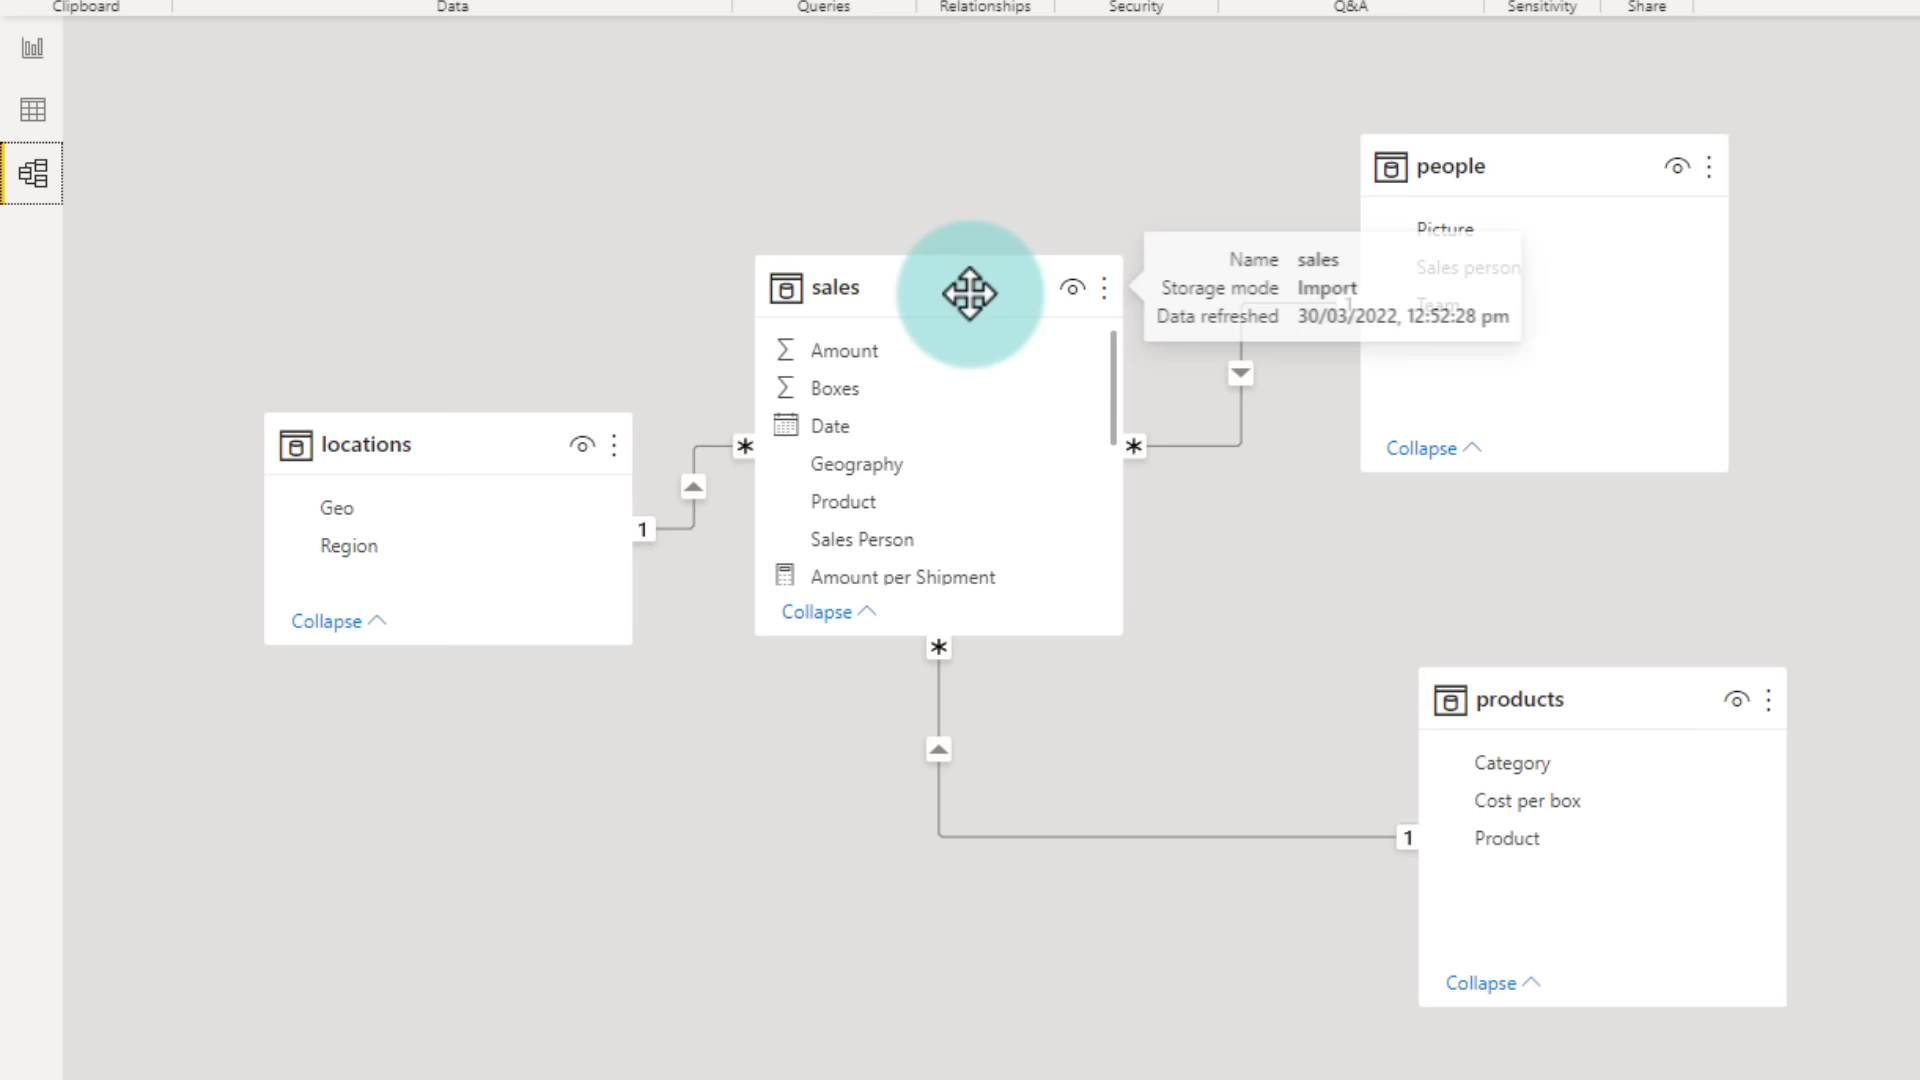 Clipboard Data Queries Relationships Security Q&A Sensitivity Share
people
Picture
Sales person
Team
1
Collapse
Name sales
Storage mode Import
Data refreshed 30/03/2022, 12:52:28 pm
sales
Amount
Boxes
Date
Geography
Product
Sales Person
Amount per Shipment
Collapse
* *
*
locations
Geo
Region
Collapse
1
products
Category
Cost per box
Product
Collapse
1